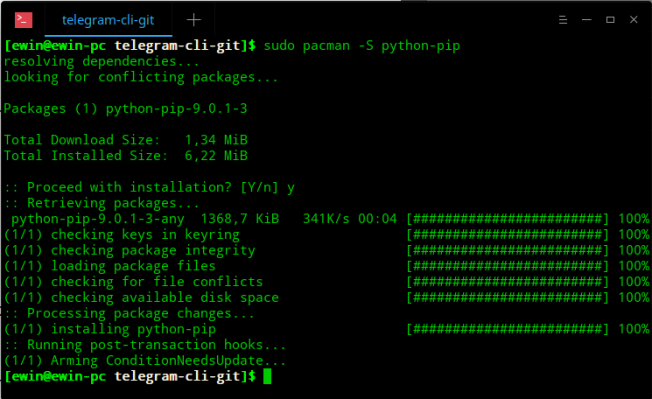 telegram-cli-git
[ewin@ewin-pc telegram-cli-git]$ sudo pacman -S python-pip
resolving dependencies...
looking for conflicting packages...
Packages (1) python-pip-9.0.1-3
Total Download Size:   1,34 MiB
Total Installed Size:  6,22 MiB
:: Proceed with installation? [Y/n] y
:: Retrieving packages...
 python-pip-9.0.1-3-any  1368,7 KiB   341K/s 00:04 [########################] 100%
(1/1) checking keys in keyring                     [########################] 100%
(1/1) checking package integrity                   [########################] 100%
(1/1) loading package files                        [########################] 100%
(1/1) checking for file conflicts                  [########################] 100%
(1/1) checking available disk space                [########################] 100%
:: Processing package changes...
(1/1) installing python-pip                        [########################] 100%
:: Running post-transaction hooks...
(1/1) Arming ConditionNeedsUpdate...
[ewin@ewin-pc telegram-cli-git]$